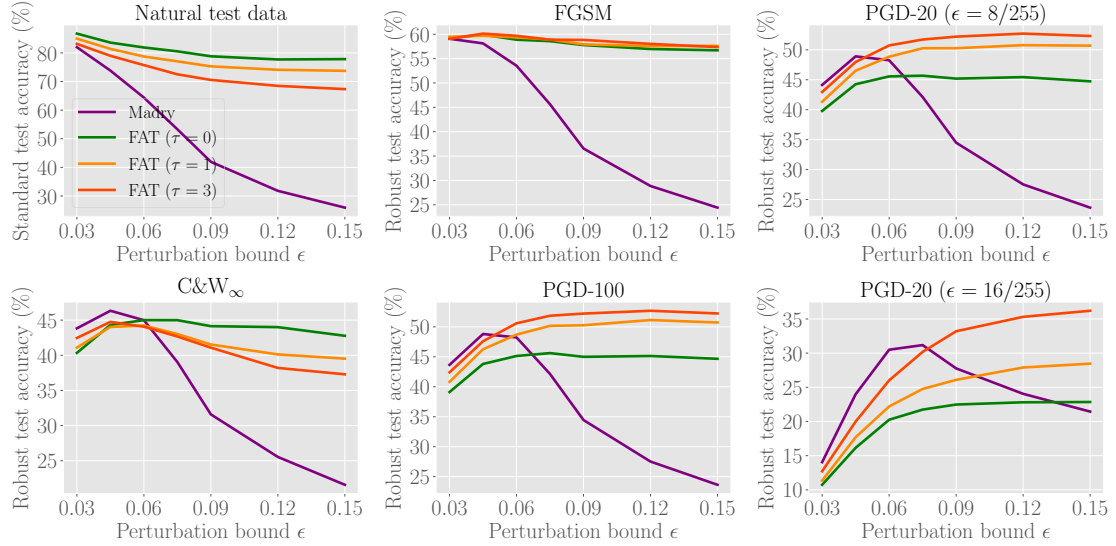 Natural test data
Standard test accuracy (%)
80
70
60
50
40
30
Madry
FAT (τ = 0)
FAT (τ = 1)
FAT (τ = 3)
0.03 0.06 0.09 0.12 0.15
Perturbation bound ϵ
FGSM
Robust test accuracy (%)
60
55
50
45
40
35
30
25
0.03 0.06 0.09 0.12 0.15
Perturbation bound ϵ
PGD-20 (ϵ = 8/255)
Robust test accuracy (%)
50
45
40
35
30
25
0.03 0.06 0.09 0.12 0.15
Perturbation bound ϵ
C&W∞
Robust test accuracy (%)
45
40
35
30
25
0.03 0.06 0.09 0.12 0.15
Perturbation bound ϵ
PGD-100
Robust test accuracy (%)
50
45
40
35
30
25
0.03 0.06 0.09 0.12 0.15
Perturbation bound ϵ
PGD-20 (ϵ = 16/255)
Robust test accuracy (%)
35
30
25
20
15
10
0.03 0.06 0.09 0.12 0.15
Perturbation bound ϵ